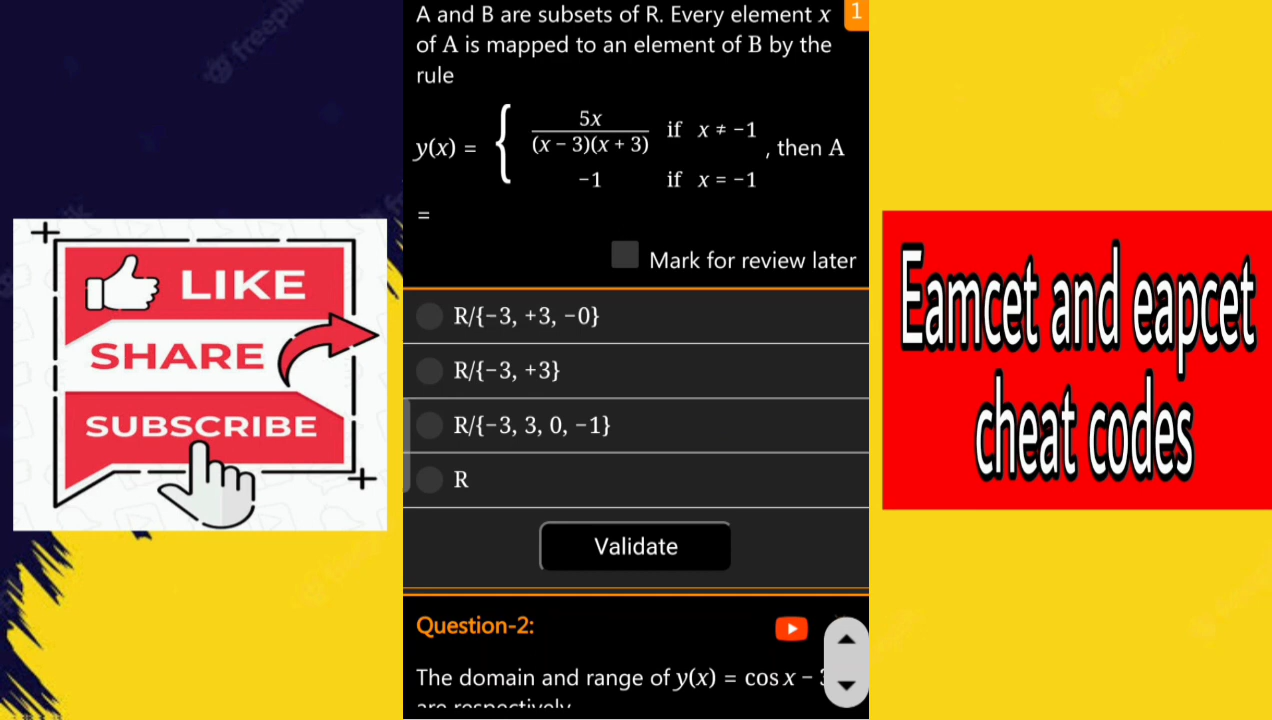 A and B are subsets of R. Every element x
1
of A is mapped to an element of B by the
rule
y(x) = { 5x / (x − 3)(x + 3) if x ≠ −1
−1 if x = −1
, then A
=
Mark for review later
R/{−3, +3, −0}
R/{−3, +3}
R/{−3, 3, 0, −1}
R
Validate
Question-2:
The domain and range of y(x) = cos x −
are respectively
LIKE
SHARE
SUBSCRIBE
Eamcet and eapcet
cheat codes